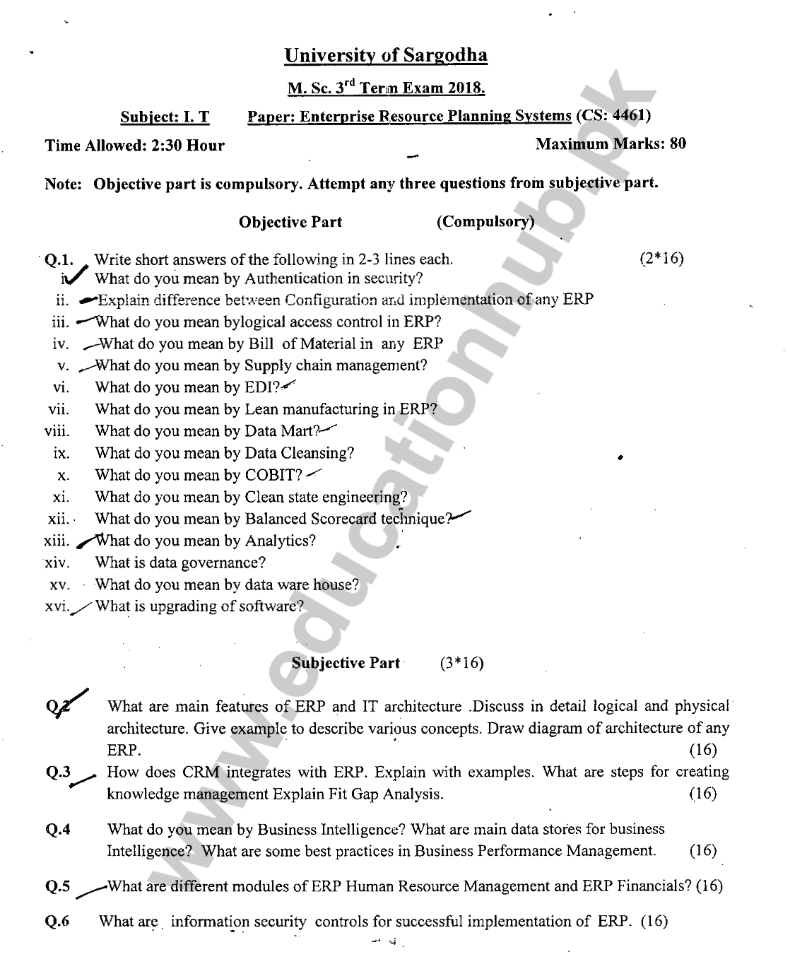 University of Sargodha
M. Sc. 3rd Term Exam 2018.
Subject: I. T Paper: Enterprise Resource Planning Systems (CS: 4461)
Time Allowed: 2:30 Hour Maximum Marks: 80
Note: Objective part is compulsory. Attempt any three questions from subjective part.
Objective Part (Compulsory)
Q.1. Write short answers of the following in 2-3 lines each. (2*16)
i. What do you mean by Authentication in security?
ii. Explain difference between Configuration and implementation of any ERP
iii. What do you mean bylogical access control in ERP?
iv. What do you mean by Bill of Material in any ERP
v. What do you mean by Supply chain management?
vi. What do you mean by EDI?
vii. What do you mean by Lean manufacturing in ERP?
viii. What do you mean by Data Mart?
ix. What do you mean by Data Cleansing?
x. What do you mean by COBIT?
xi. What do you mean by Clean state engineering?
xii. What do you mean by Balanced Scorecard technique?
xiii. What do you mean by Analytics?
xiv. What is data governance?
xv. What do you mean by data ware house?
xvi. What is upgrading of software?
Subjective Part (3*16)
Q.2 What are main features of ERP and IT architecture .Discuss in detail logical and physical
architecture. Give example to describe various concepts. Draw diagram of architecture of any
ERP. (16)
Q.3 How does CRM integrates with ERP. Explain with examples. What are steps for creating
knowledge management Explain Fit Gap Analysis. (16)
Q.4 What do you mean by Business Intelligence? What are main data stores for business
Intelligence? What are some best practices in Business Performance Management. (16)
Q.5 What are different modules of ERP Human Resource Management and ERP Financials? (16)
Q.6 What are information security controls for successful implementation of ERP. (16)
www.educationhub.pk